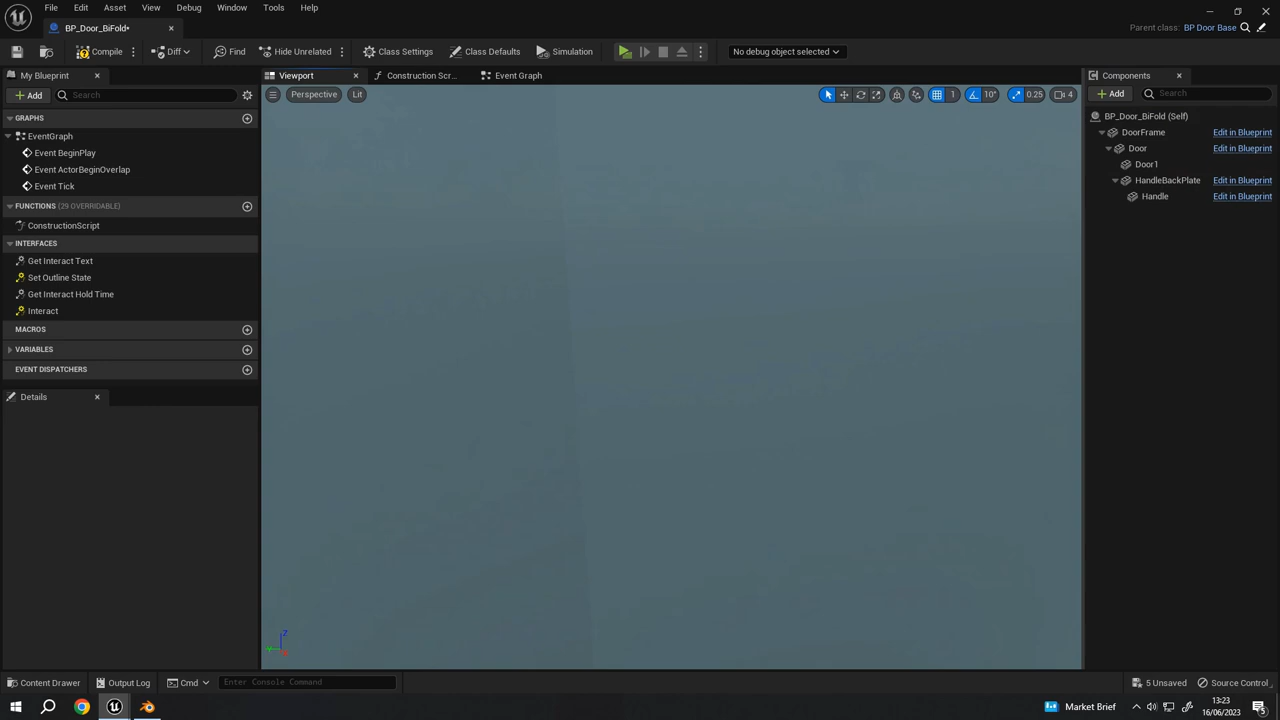 File Edit Asset View Debug Window Tools Help
BP_Door_BiFold*
Parent class: BP Door Base
Compile Diff Find Hide Unrelated Class Settings Class Defaults Simulation No debug object selected
My Blueprint
Viewport Construction Scr... Event Graph
Components
Add Search
Perspective Lit
1 10° 0.25 4
Add Search
GRAPHS
BP_Door_BiFold (Self)
EventGraph
DoorFrame Edit in Blueprint
Event BeginPlay
Door Edit in Blueprint
Event ActorBeginOverlap
Door1
Event Tick
HandleBackPlate Edit in Blueprint
FUNCTIONS (29 OVERRIDABLE)
Handle Edit in Blueprint
ConstructionScript
INTERFACES
Get Interact Text
Set Outline State
Get Interact Hold Time
Interact
MACROS
VARIABLES
EVENT DISPATCHERS
Details
Z
Content Drawer Output Log Cmd Enter Console Command 5 Unsaved Source Control
Market Brief
13:23
16/06/2023